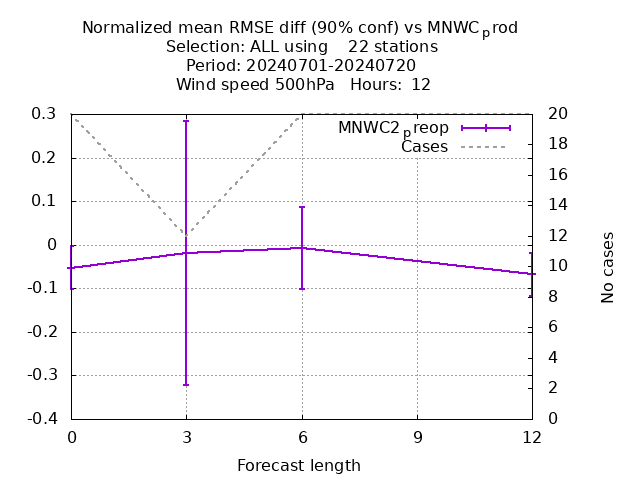 Normalized mean RMSE diff (90% conf) vs MNWCprod
Selection: ALL using 22 stations
Period: 20240701-20240720
Wind speed 500hPa Hours: 12
MNWC2preop
Cases
0.3
0.2
0.1
0
-0.1
-0.2
-0.3
-0.4
20
18
16
14
12
10
8
6
4
2
0
No cases
0 3 6 9 12
Forecast length